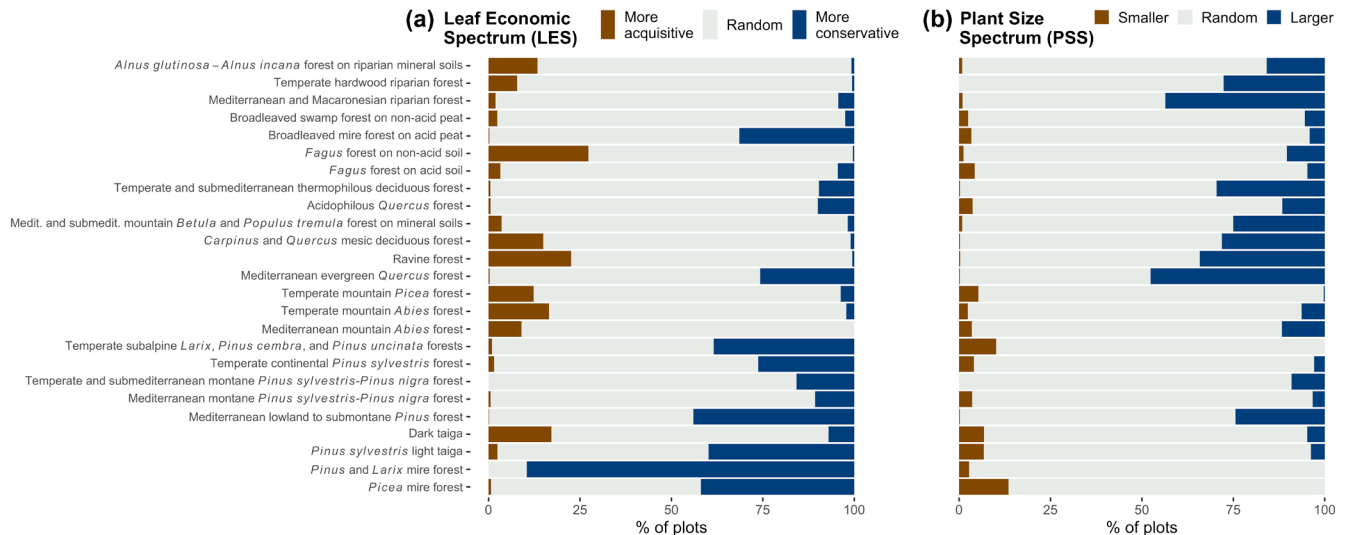 (a) Leaf Economic
Spectrum (LES)
More
acquisitive
Random
More
conservative
(b) Plant Size
Spectrum (PSS)
Smaller
Random
Larger
Alnus glutinosa – Alnus incana forest on riparian mineral soils
Temperate hardwood riparian forest
Mediterranean and Macaronesian riparian forest
Broadleaved swamp forest on non-acid peat
Broadleaved mire forest on acid peat
Fagus forest on non-acid soil
Fagus forest on acid soil
Temperate and submediterranean thermophilous deciduous forest
Acidophilous Quercus forest
Medit. and submedit. mountain Betula and Populus tremula forest on mineral soils
Carpinus and Quercus mesic deciduous forest
Ravine forest
Mediterranean evergreen Quercus forest
Temperate mountain Picea forest
Temperate mountain Abies forest
Mediterranean mountain Abies forest
Temperate subalpine Larix, Pinus cembra, and Pinus uncinata forests
Temperate continental Pinus sylvestris forest
Temperate and submediterranean montane Pinus sylvestris-Pinus nigra forest
Mediterranean montane Pinus sylvestris-Pinus nigra forest
Mediterranean lowland to submontane Pinus forest
Dark taiga
Pinus sylvestris light taiga
Pinus and Larix mire forest
Picea mire forest
0 25 50 75 100
% of plots
0 25 50 75 100
% of plots